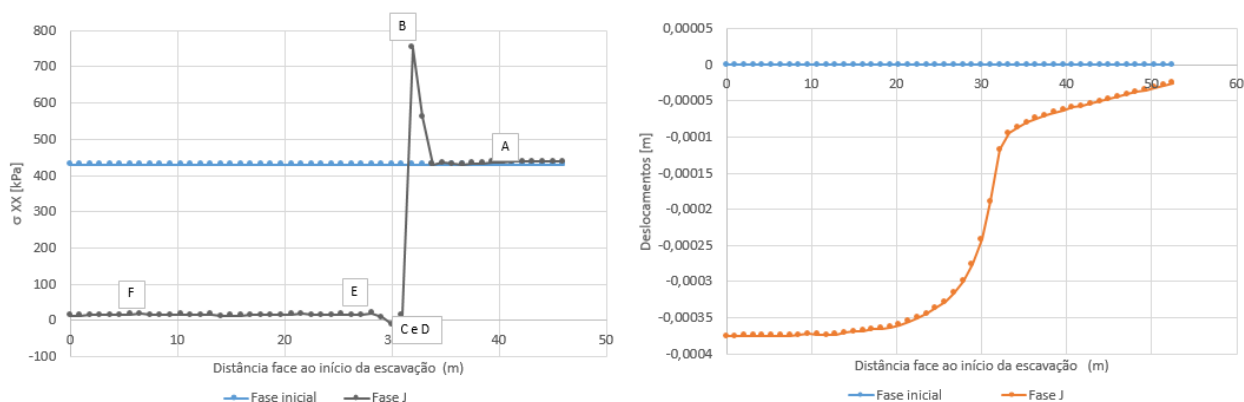 σ XX [kPa]
800
700
600
500
400
300
200
100
0
-100
B
A
F
E
C e D
0
10
20
30
40
50
Distância face ao início da escavação (m)
Fase inicial
Fase J
Deslocamentos [m]
0,00005
0
-0,00005
-0,0001
-0,00015
-0,0002
-0,00025
-0,0003
-0,00035
-0,0004
0
10
20
30
40
50
60
Distância face ao início da escavação (m)
Fase inicial
Fase J